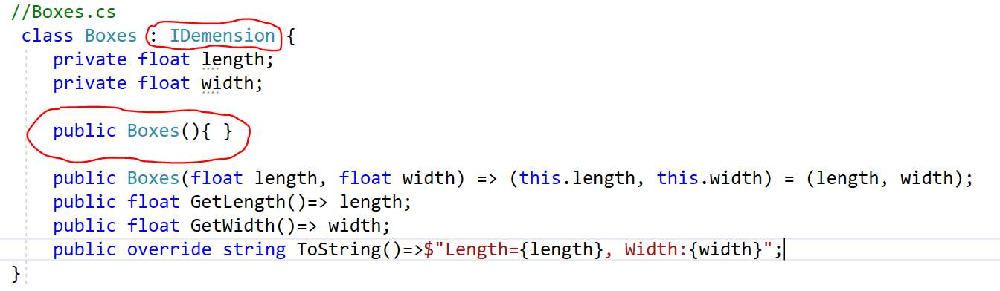 //Boxes.cs
class Boxes : IDemension {
private float length;
private float width;
public Boxes(){ }
public Boxes(float length, float width) => (this.length, this.width) = (length, width);
public float GetLength()=> length;
public float GetWidth()=> width;
public override string ToString()=>$"Length={length}, Width:{width}";
}